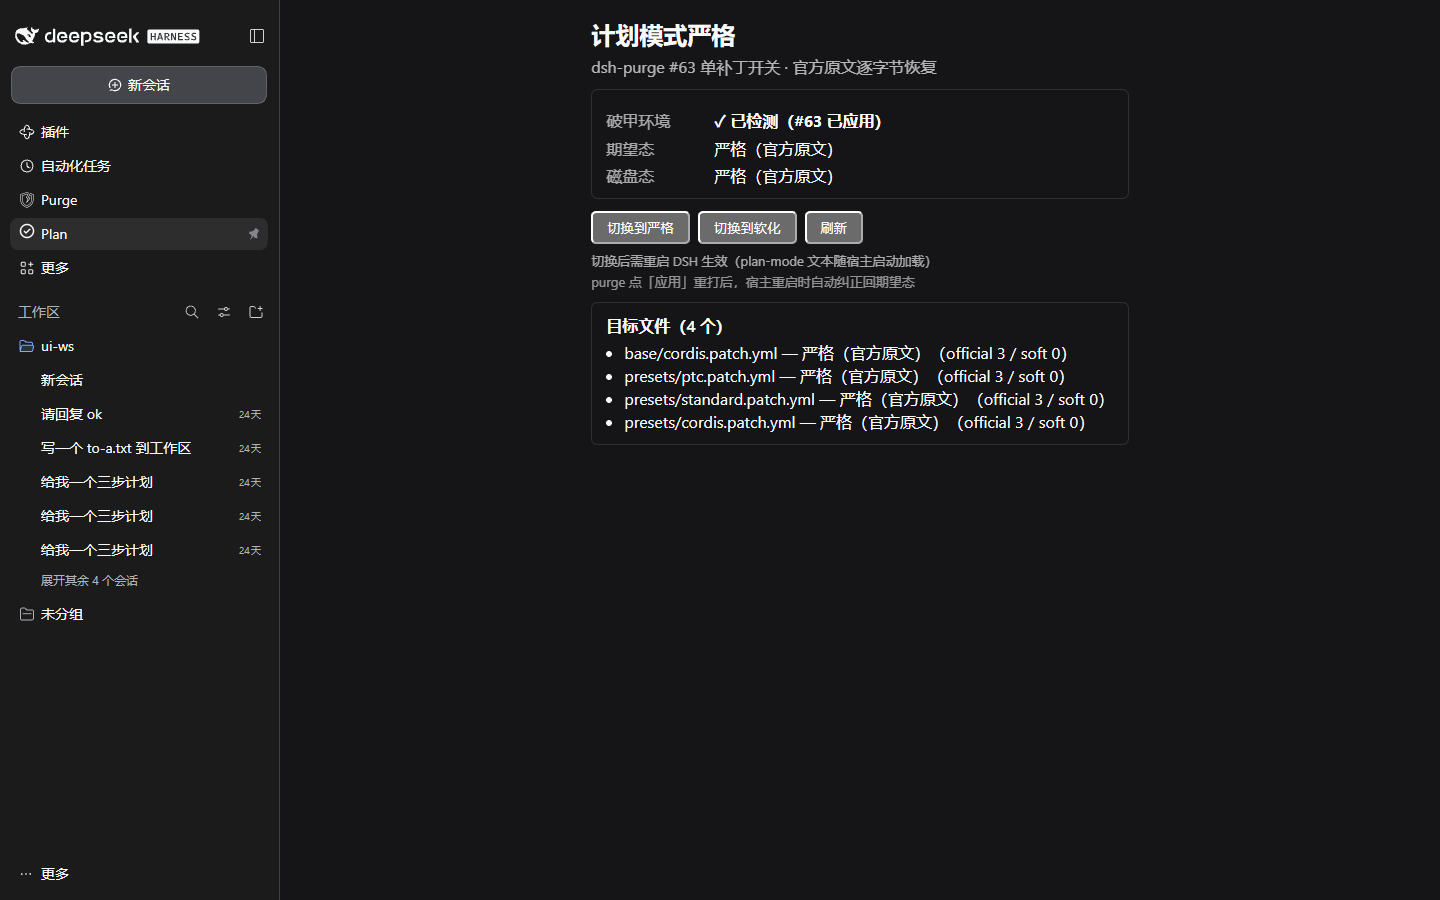 deepseek HARNESS
新会话
插件
自动化任务
Purge
Plan
更多
工作区
ui-ws
新会话
请回复 ok 24天
写一个 to-a.txt 到工作区 24天
给我一个三步计划 24天
给我一个三步计划 24天
给我一个三步计划 24天
展开其余 4 个会话
未分组
更多
计划模式严格
dsh-purge #63 单补丁开关 · 官方原文逐字节恢复
破甲环境 ✓ 已检测（#63 已应用）
期望态 严格（官方原文）
磁盘态 严格（官方原文）
切换到严格 切换到软化 刷新
切换后需重启 DSH 生效（plan-mode 文本随宿主启动加载）
purge 点「应用」重打后，宿主重启时自动纠正回期望态
目标文件（4 个）
• base/cordis.patch.yml — 严格（官方原文）（official 3 / soft 0）
• presets/ptc.patch.yml — 严格（官方原文）（official 3 / soft 0）
• presets/standard.patch.yml — 严格（官方原文）（official 3 / soft 0）
• presets/cordis.patch.yml — 严格（官方原文）（official 3 / soft 0）